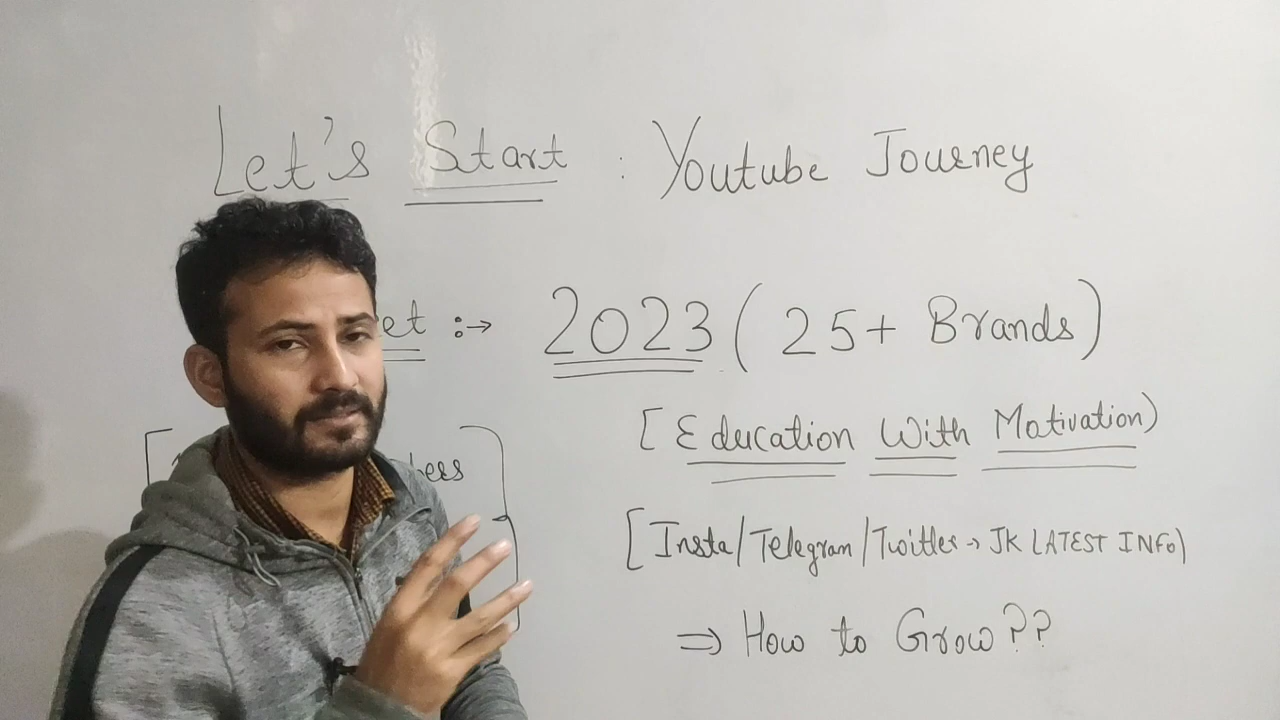 Let's Start : Youtube Journey
:→ 2023 ( 25+ Brands)
[ Education With Motivation)
[Insta/Telegram/Twitter → JK LATEST INFO)
⇒ How to Grow??